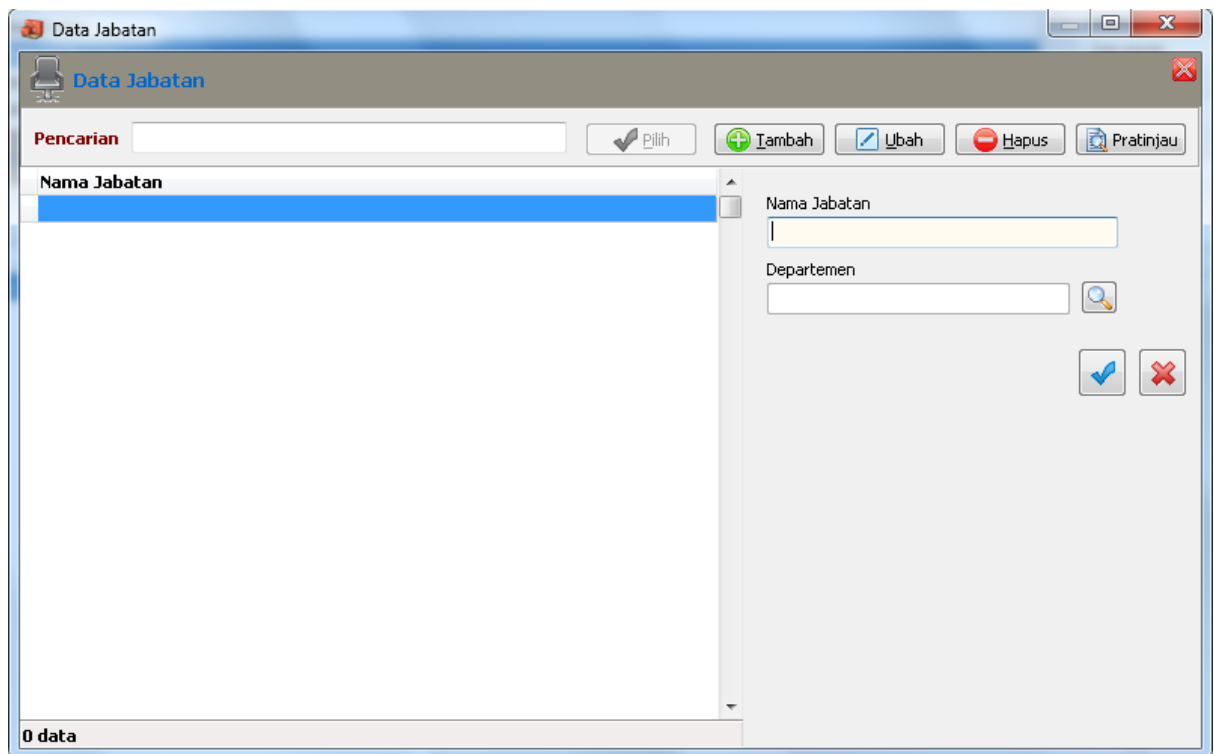 Data Jabatan
Data Jabatan
Pencarian Pilih Tambah Ubah Hapus Pratinjau
Nama Jabatan
Nama Jabatan
Departemen
0 data